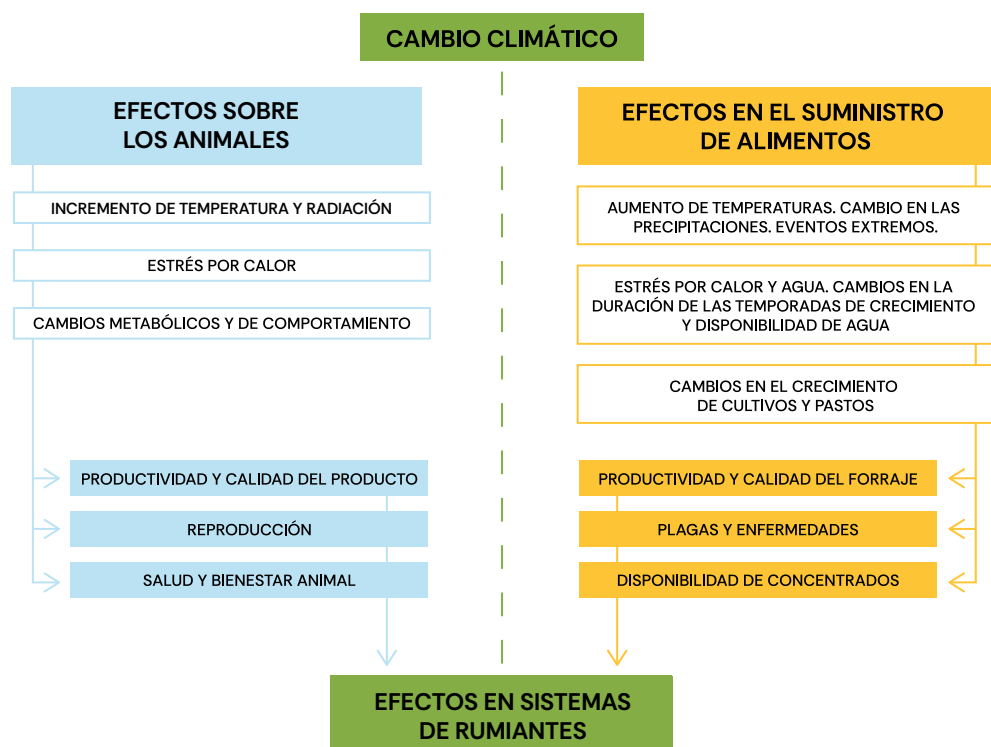 CAMBIO CLIMÁTICO
EFECTOS SOBRE
LOS ANIMALES
INCREMENTO DE TEMPERATURA Y RADIACIÓN
ESTRÉS POR CALOR
CAMBIOS METABÓLICOS Y DE COMPORTAMIENTO
PRODUCTIVIDAD Y CALIDAD DEL PRODUCTO
REPRODUCCIÓN
SALUD Y BIENESTAR ANIMAL
EFECTOS EN EL SUMINISTRO
DE ALIMENTOS
AUMENTO DE TEMPERATURAS. CAMBIO EN LAS
PRECIPITACIONES. EVENTOS EXTREMOS.
ESTRÉS POR CALOR Y AGUA. CAMBIOS EN LA
DURACIÓN DE LAS TEMPORADAS DE CRECIMIENTO
Y DISPONIBILIDAD DE AGUA
CAMBIOS EN EL CRECIMIENTO
DE CULTIVOS Y PASTOS
PRODUCTIVIDAD Y CALIDAD DEL FORRAJE
PLAGAS Y ENFERMEDADES
DISPONIBILIDAD DE CONCENTRADOS
EFECTOS EN SISTEMAS
DE RUMIANTES